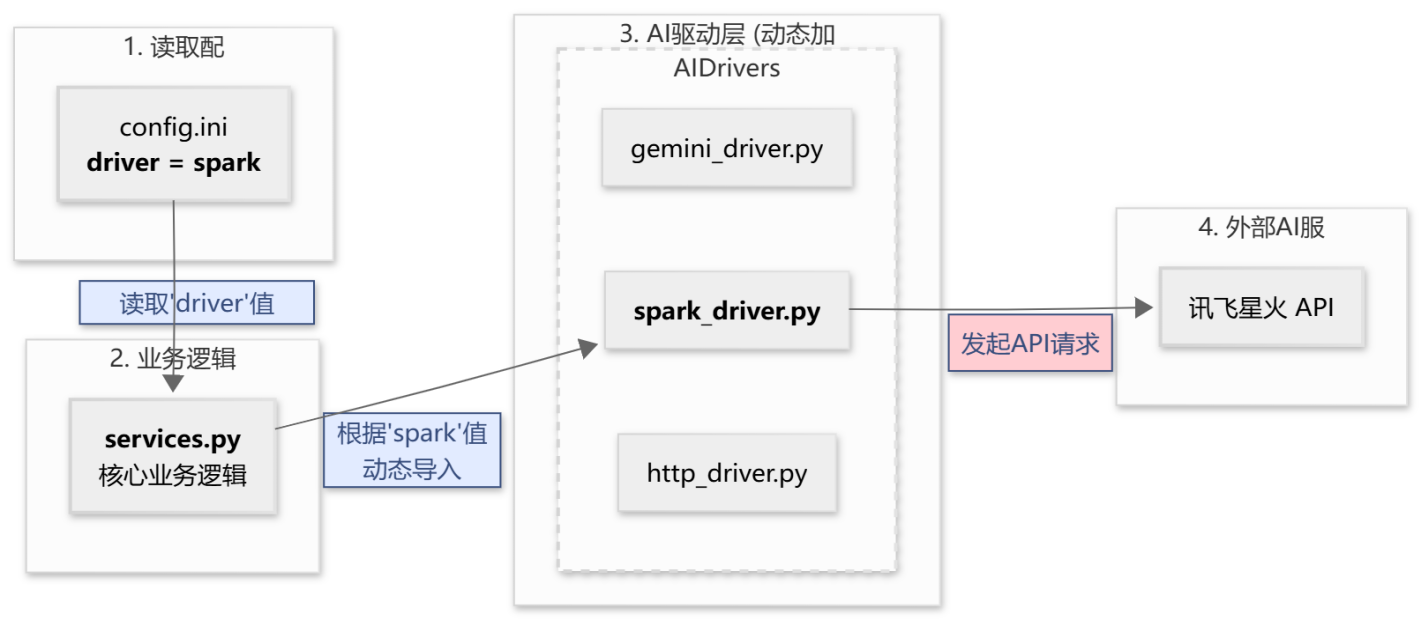 1. 读取配
config.ini
driver = spark
读取'driver'值
2. 业务逻辑
services.py
核心业务逻辑
根据'spark'值
动态导入
3. AI驱动层 (动态加
AIDrivers
gemini_driver.py
spark_driver.py
http_driver.py
发起API请求
4. 外部AI服
讯飞星火 API